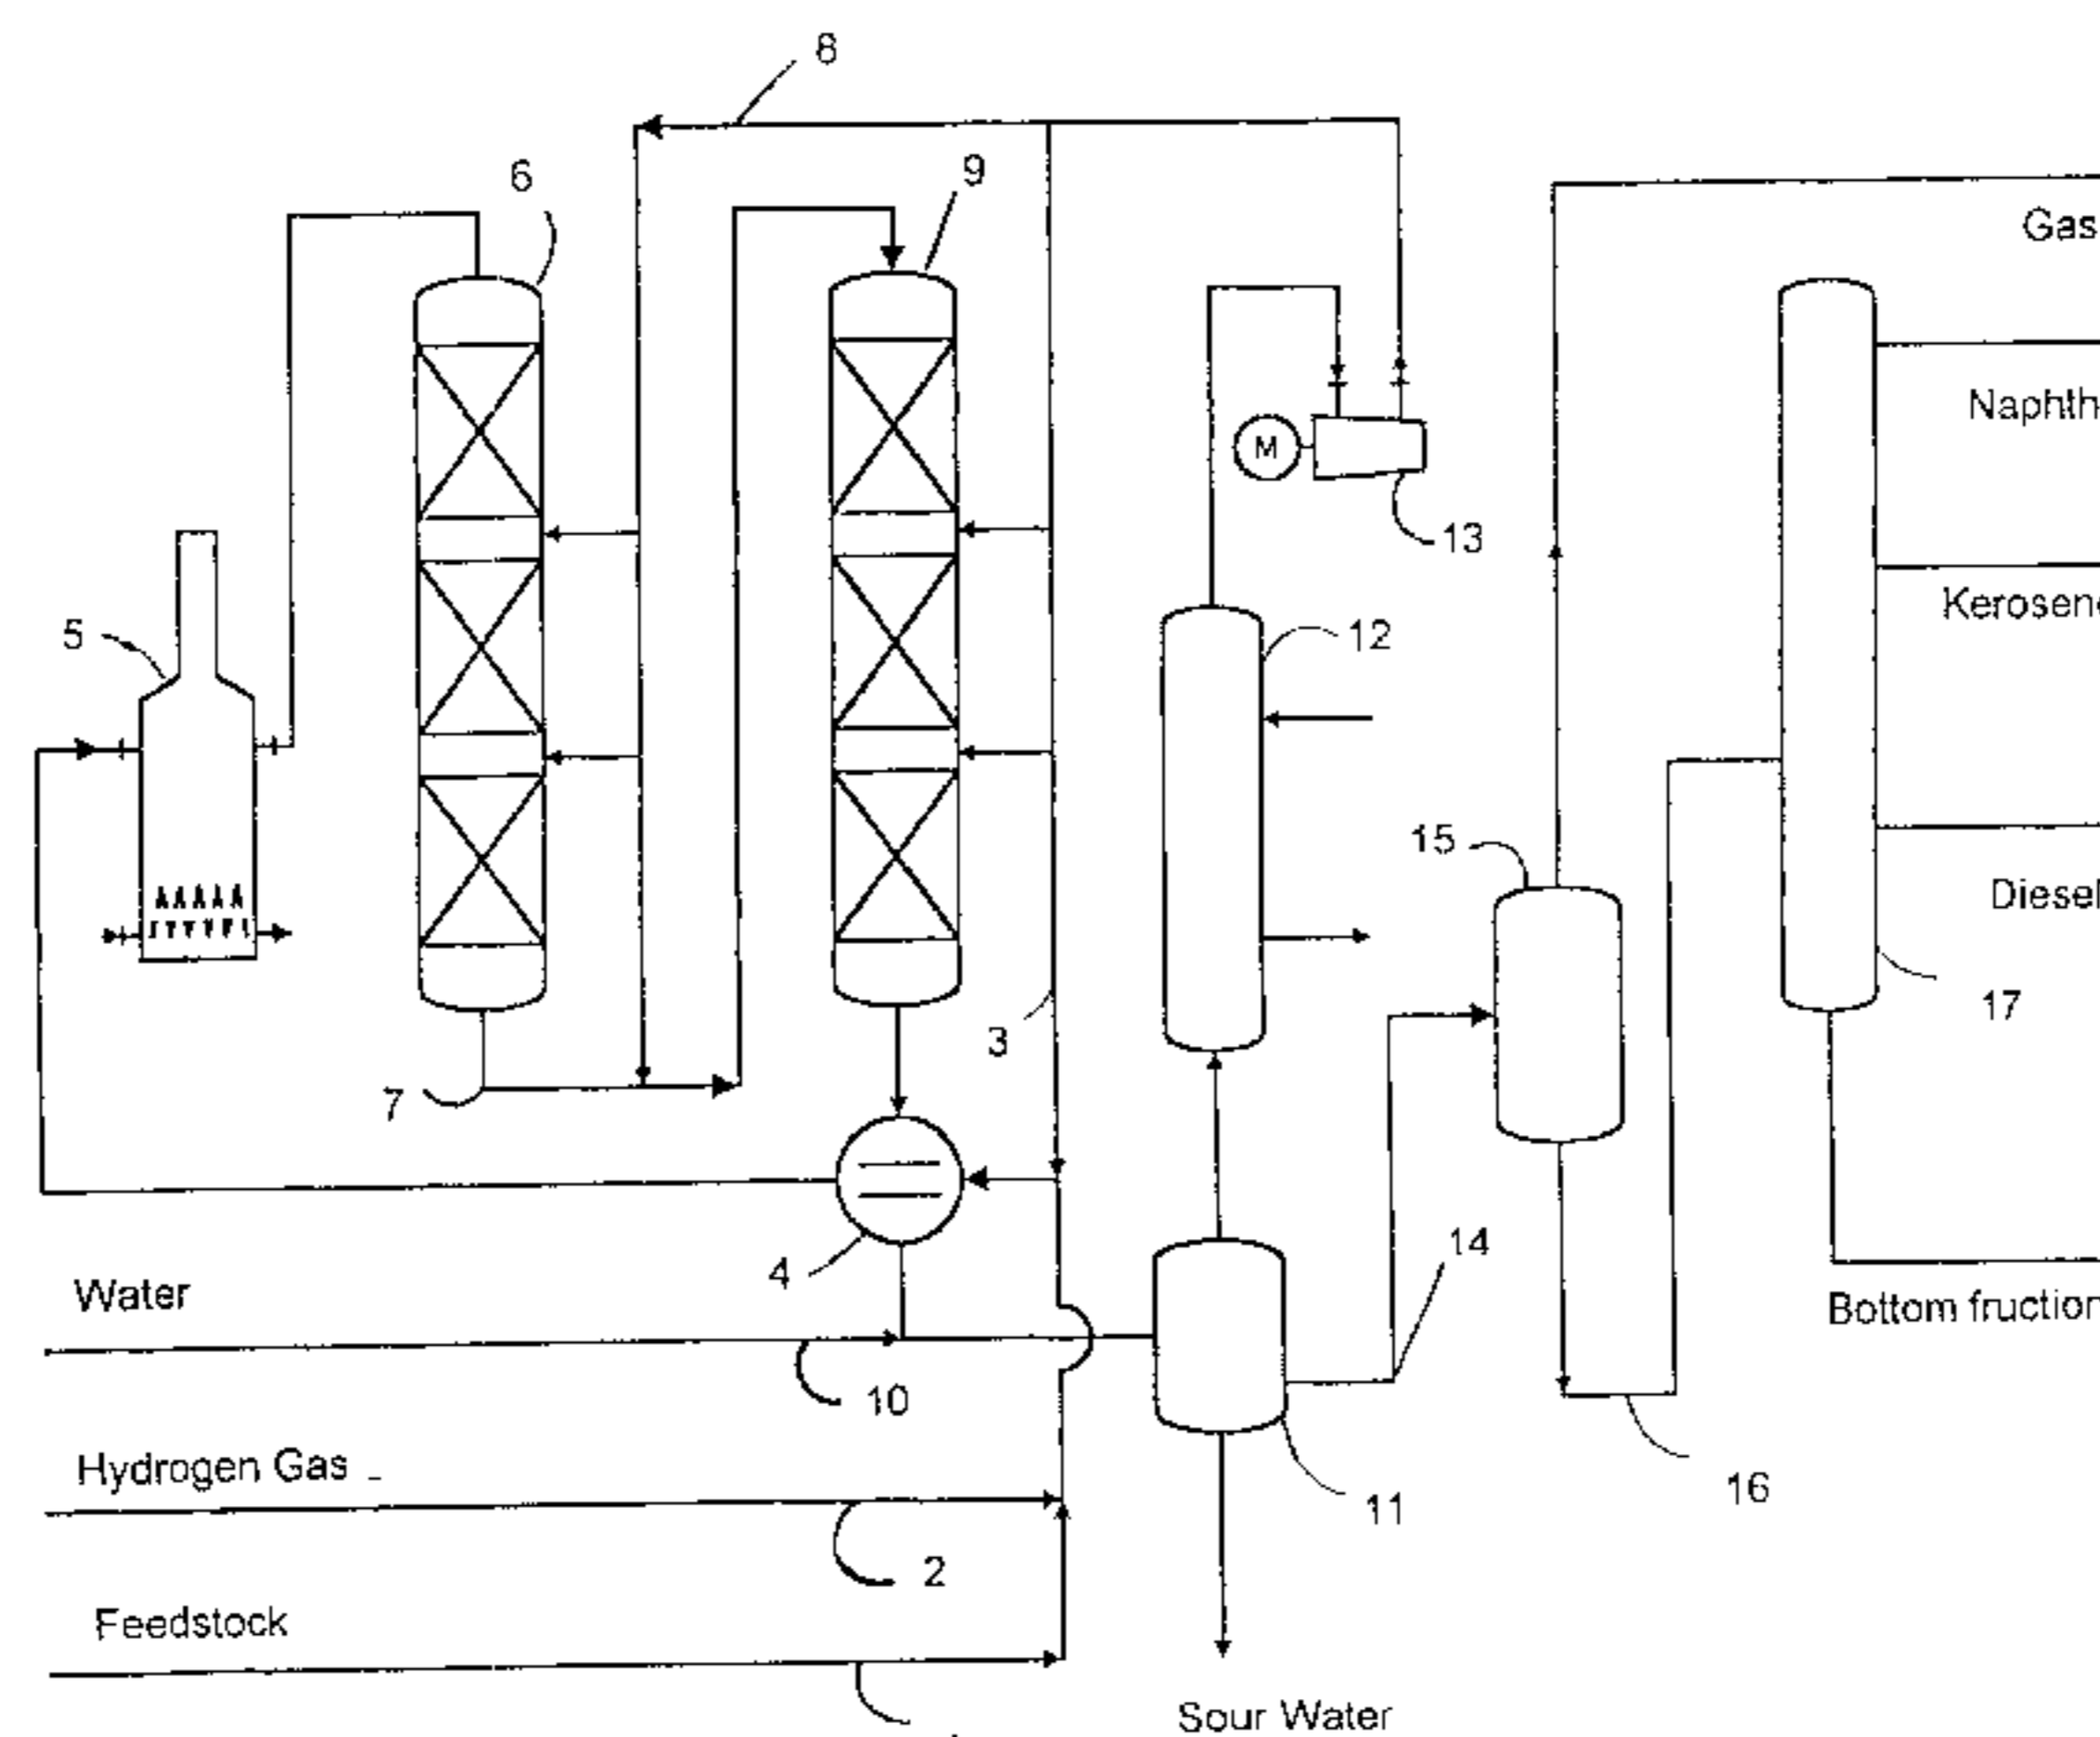 8
6
9
Gas
Naphth
M
13
Kerosen
5
12
15
Diesel
17
3
7
14
4
Water
Bottom fruction
10
Hydrogen Gas
16
11
2
Feedstock
Sour Water